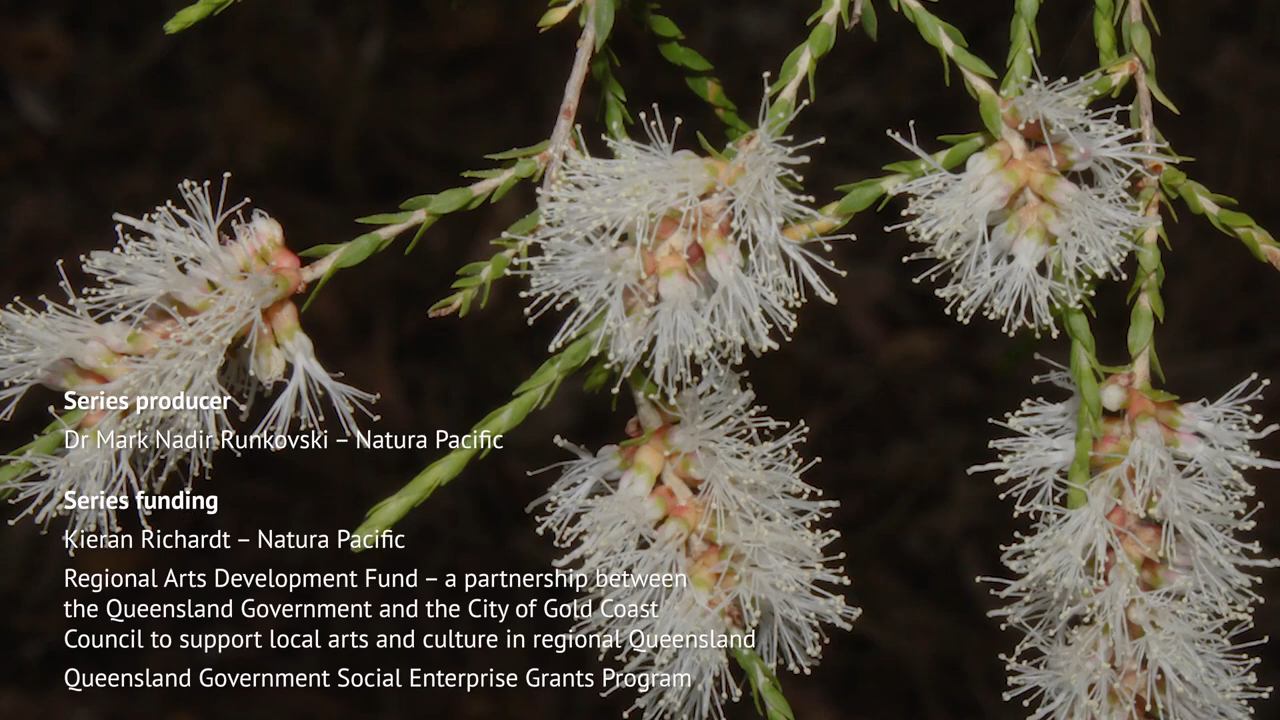 Series producer
Dr Mark Nadir Runkovski – Natura Pacific
Series funding
Kieran Richardt – Natura Pacific
Regional Arts Development Fund – a partnership between
the Queensland Government and the City of Gold Coast
Council to support local arts and culture in regional Queensland
Queensland Government Social Enterprise Grants Program